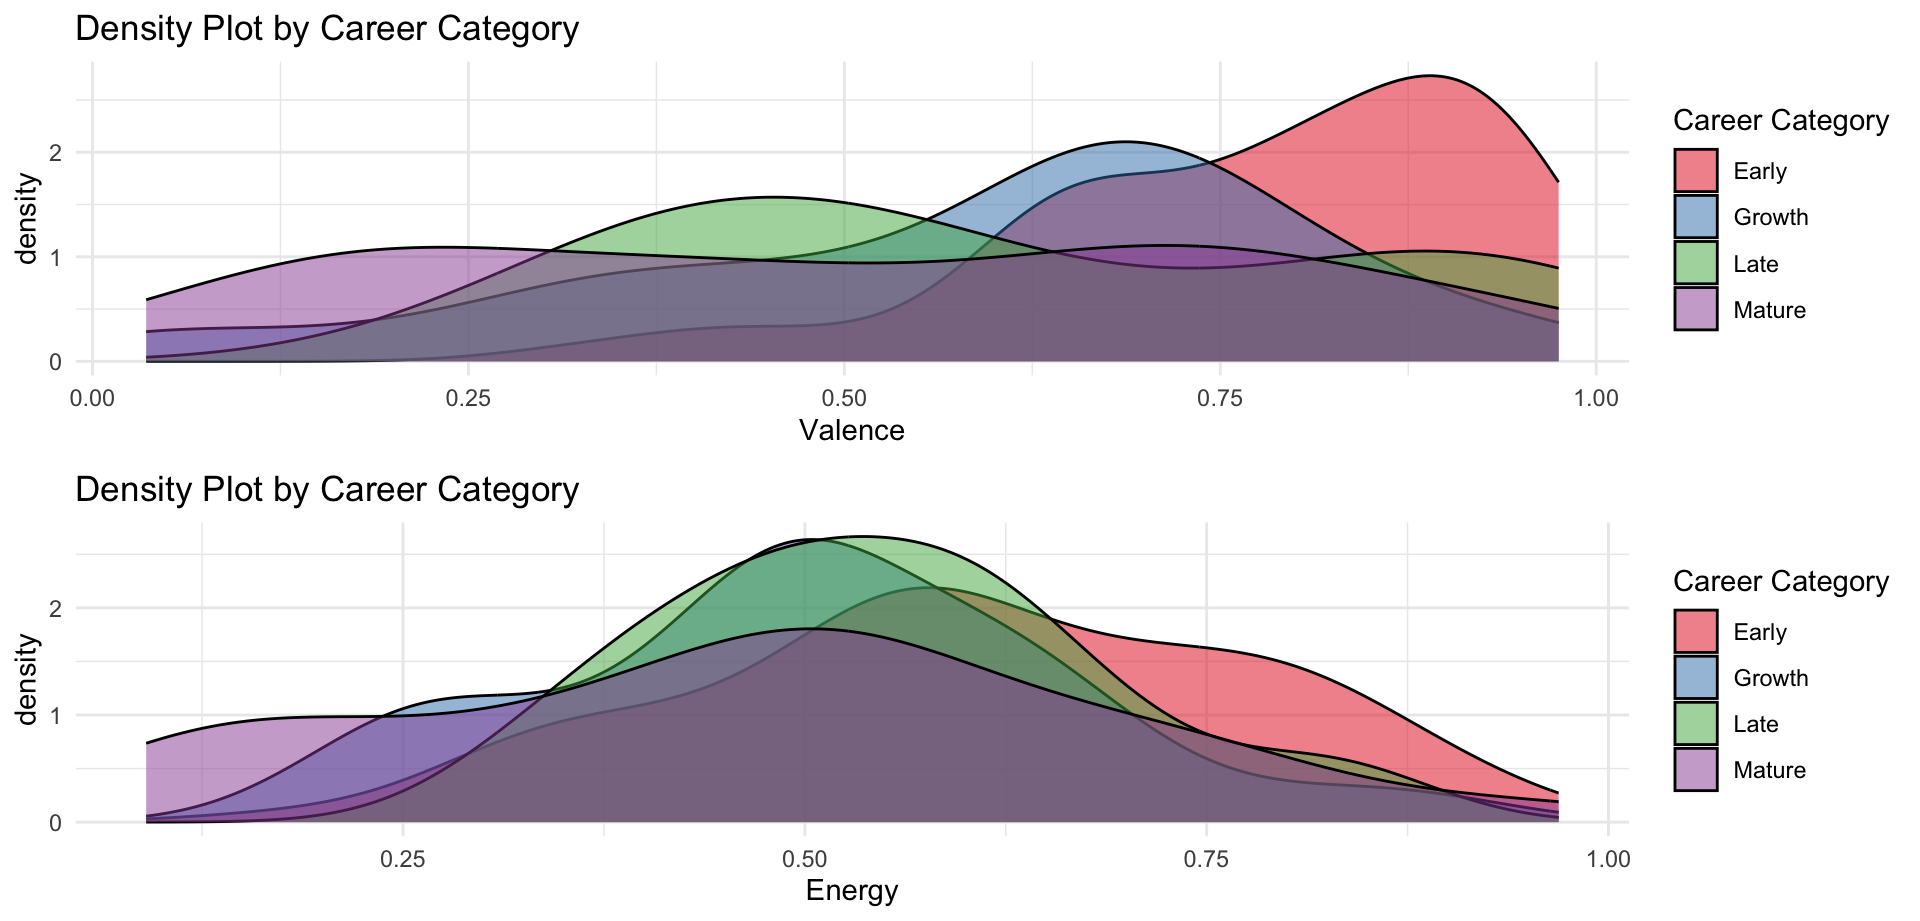 Density Plot by Career Category
density
2
1
0
0.00 0.25 0.50 0.75 1.00
Valence
Career Category
Early
Growth
Late
Mature
Density Plot by Career Category
density
2
1
0
0.25 0.50 0.75 1.00
Energy
Career Category
Early
Growth
Late
Mature